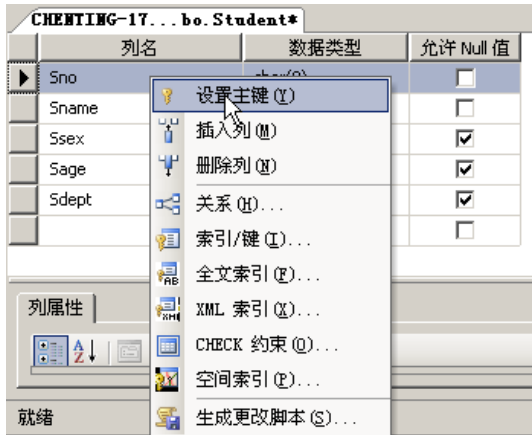 CHENTING-17...bo.Student*
列名 数据类型 允许 Null 值
Sno
设置主键(Y)
Sname
插入列(M)
Ssex
删除列(N)
Sage
Sdept
关系(H)...
索引/键(I)...
全文索引(F)...
列属性
XML 索引(X)...
CHECK 约束(O)...
空间索引(P)...
就绪
生成更改脚本(S)...